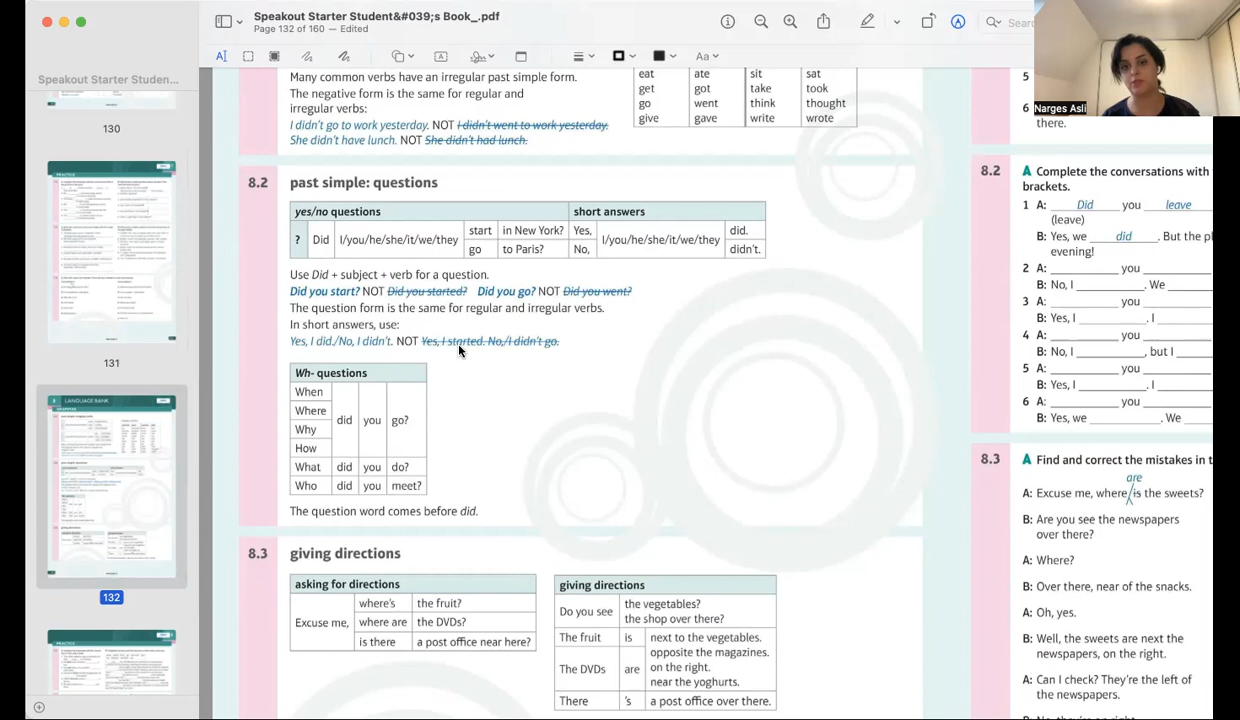 Speakout Starter Student&#039;s Book_.pdf
Page 132 of 160 — Edited
Speakout Starter Studen...
130
131
132
Narges Asli
Many common verbs have an irregular past simple form.
The negative form is the same for regular and
irregular verbs:
I didn't go to work yesterday. NOT I didn't went to work yesterday.
She didn't have lunch. NOT She didn't had lunch.
eat ate sit sat
get got take took
go went think thought
give gave write wrote
8.2 past simple: questions
yes/no questions short answers
? Did I/you/he/she/it/we/they start in New York? Yes, I/you/he/she/it/we/they did.
go to Paris? No, didn't.
Use Did + subject + verb for a question.
Did you start? NOT Did you started? Did you go? NOT Did you went?
The question form is the same for regular and irregular verbs.
In short answers, use:
Yes, I did./No, I didn't. NOT Yes, I started. No, I didn't go.
Wh- questions
When
Where
did you go?
Why
How
What did you do?
Who did you meet?
The question word comes before did.
8.3 giving directions
asking for directions
Excuse me, where's the fruit?
where are the DVDs?
is there a post office near here?
giving directions
Do you see the vegetables?
the shop over there?
The fruit is next to the vegetables.
opposite the magazines.
The DVDs are on the right.
near the yoghurts.
There 's a post office over there.
5
6
there.
8.2 A Complete the conversations with
brackets.
1 A: Did you leave
(leave)
B: Yes, we did. But the pl
evening!
2 A: you
B: No, I . We
3 A: you
B: Yes, I . I
4 A: you
B: No, I , but I
5 A: you
B: Yes, I . I
6 A: you
B: Yes, we . We
8.3 A Find and correct the mistakes in t
are
A: Excuse me, where is the sweets?
B: Are you see the newspapers
over there?
A: Where?
B: Over there, near of the snacks.
A: Oh, yes.
B: Well, the sweets are next the
newspapers, on the right.
A: Can I check? They're the left of
the newspapers.